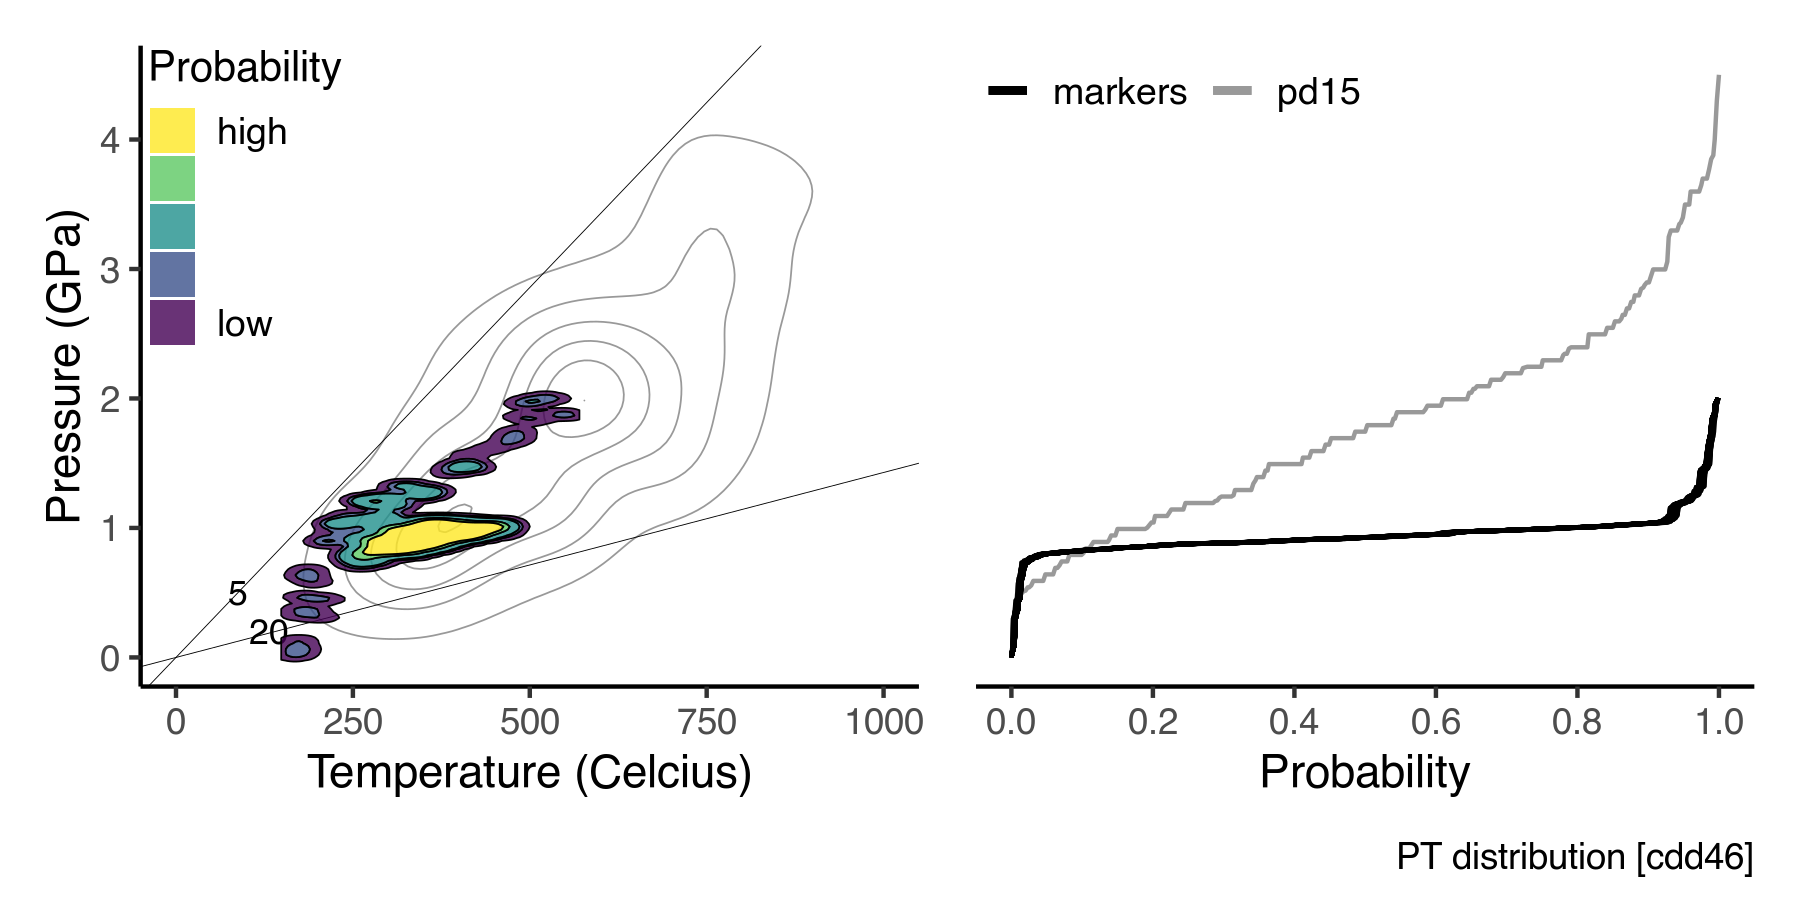 Probability
high
low
4
3
2
1
0
Pressure (GPa)
5
20
0 250 500 750 1000
Temperature (Celcius)
markers pd15
0.0 0.2 0.4 0.6 0.8 1.0
Probability
PT distribution [cdd46]